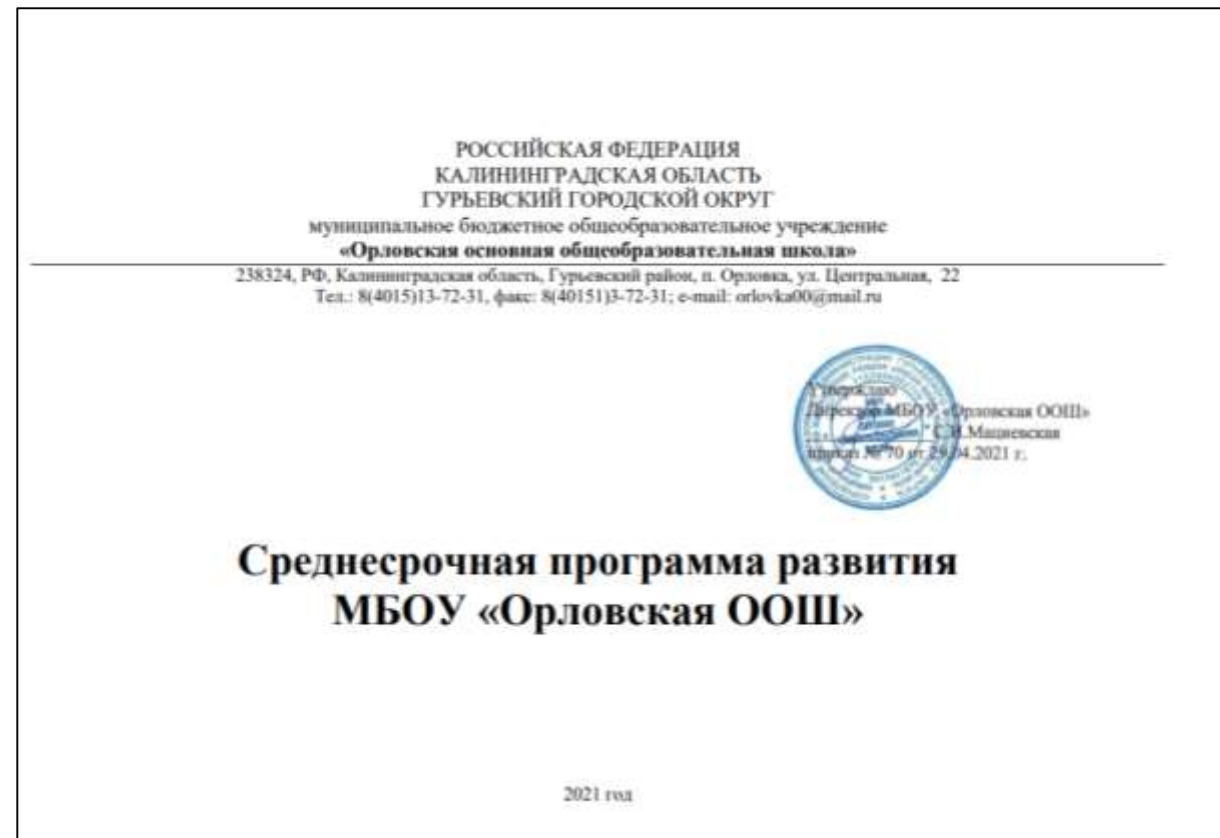 РОССИЙСКАЯ ФЕДЕРАЦИЯ
КАЛИНИНГРАДСКАЯ ОБЛАСТЬ
ГУРЬЕВСКИЙ ГОРОДСКОЙ ОКРУГ
муниципальное бюджетное общеобразовательное учреждение
«Орловская основная общеобразовательная школа»
238324, РФ, Калининградская область, Гурьевский район, п. Орловка, ул. Центральная, 22
Тел.: 8(4015)13-72-31, факс: 8(40151)3-72-31; e-mail: orlovka00@mail.ru
Утверждаю
Директор МБОУ «Орловская ООШ»
С.И.Мациевская
приказ № 70 от 29.04.2021 г.
Среднесрочная программа развития
МБОУ «Орловская ООШ»
2021 год